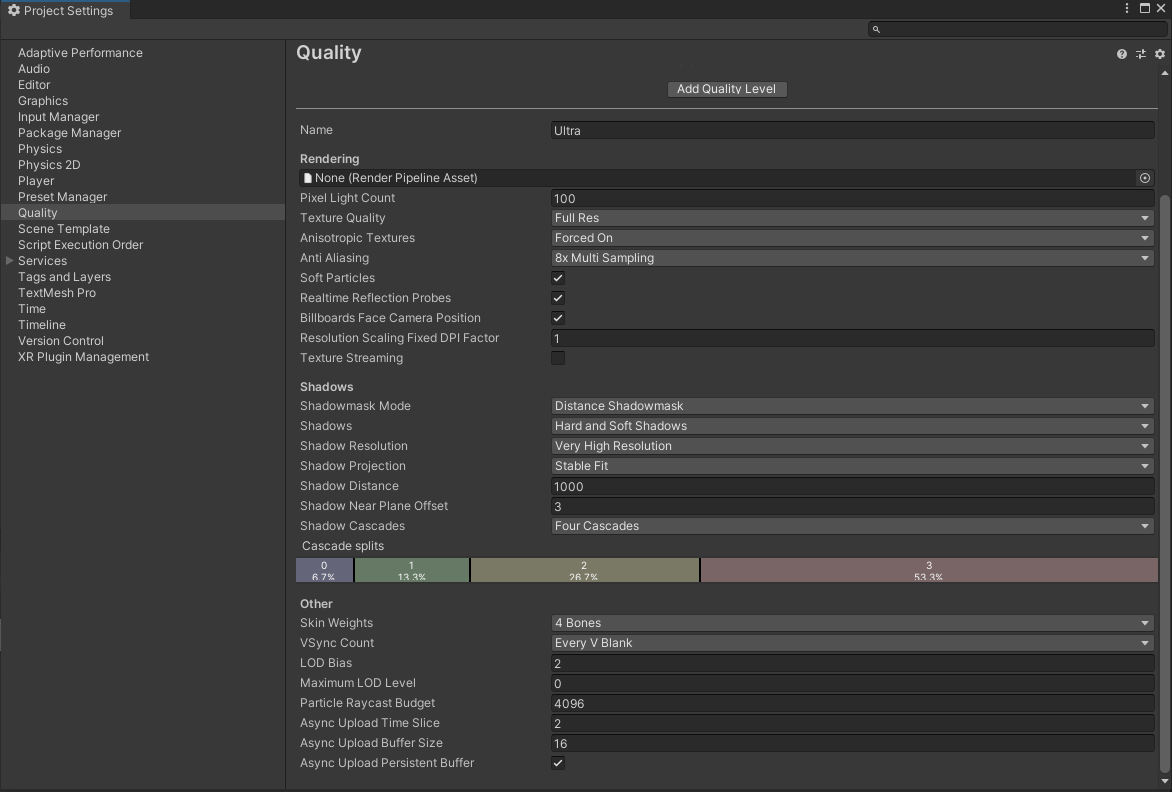 Project Settings
Adaptive Performance
Audio
Editor
Graphics
Input Manager
Package Manager
Physics
Physics 2D
Player
Preset Manager
Quality
Scene Template
Script Execution Order
Services
Tags and Layers
TextMesh Pro
Time
Timeline
Version Control
XR Plugin Management
Quality
Add Quality Level
Name Ultra
Rendering
None (Render Pipeline Asset)
Pixel Light Count 100
Texture Quality Full Res
Anisotropic Textures Forced On
Anti Aliasing 8x Multi Sampling
Soft Particles
Realtime Reflection Probes
Billboards Face Camera Position
Resolution Scaling Fixed DPI Factor 1
Texture Streaming
Shadows
Shadowmask Mode Distance Shadowmask
Shadows Hard and Soft Shadows
Shadow Resolution Very High Resolution
Shadow Projection Stable Fit
Shadow Distance 1000
Shadow Near Plane Offset 3
Shadow Cascades Four Cascades
Cascade splits
0 1 2 3
6.7% 13.3% 26.7% 53.3%
Other
Skin Weights 4 Bones
VSync Count Every V Blank
LOD Bias 2
Maximum LOD Level 0
Particle Raycast Budget 4096
Async Upload Time Slice 2
Async Upload Buffer Size 16
Async Upload Persistent Buffer